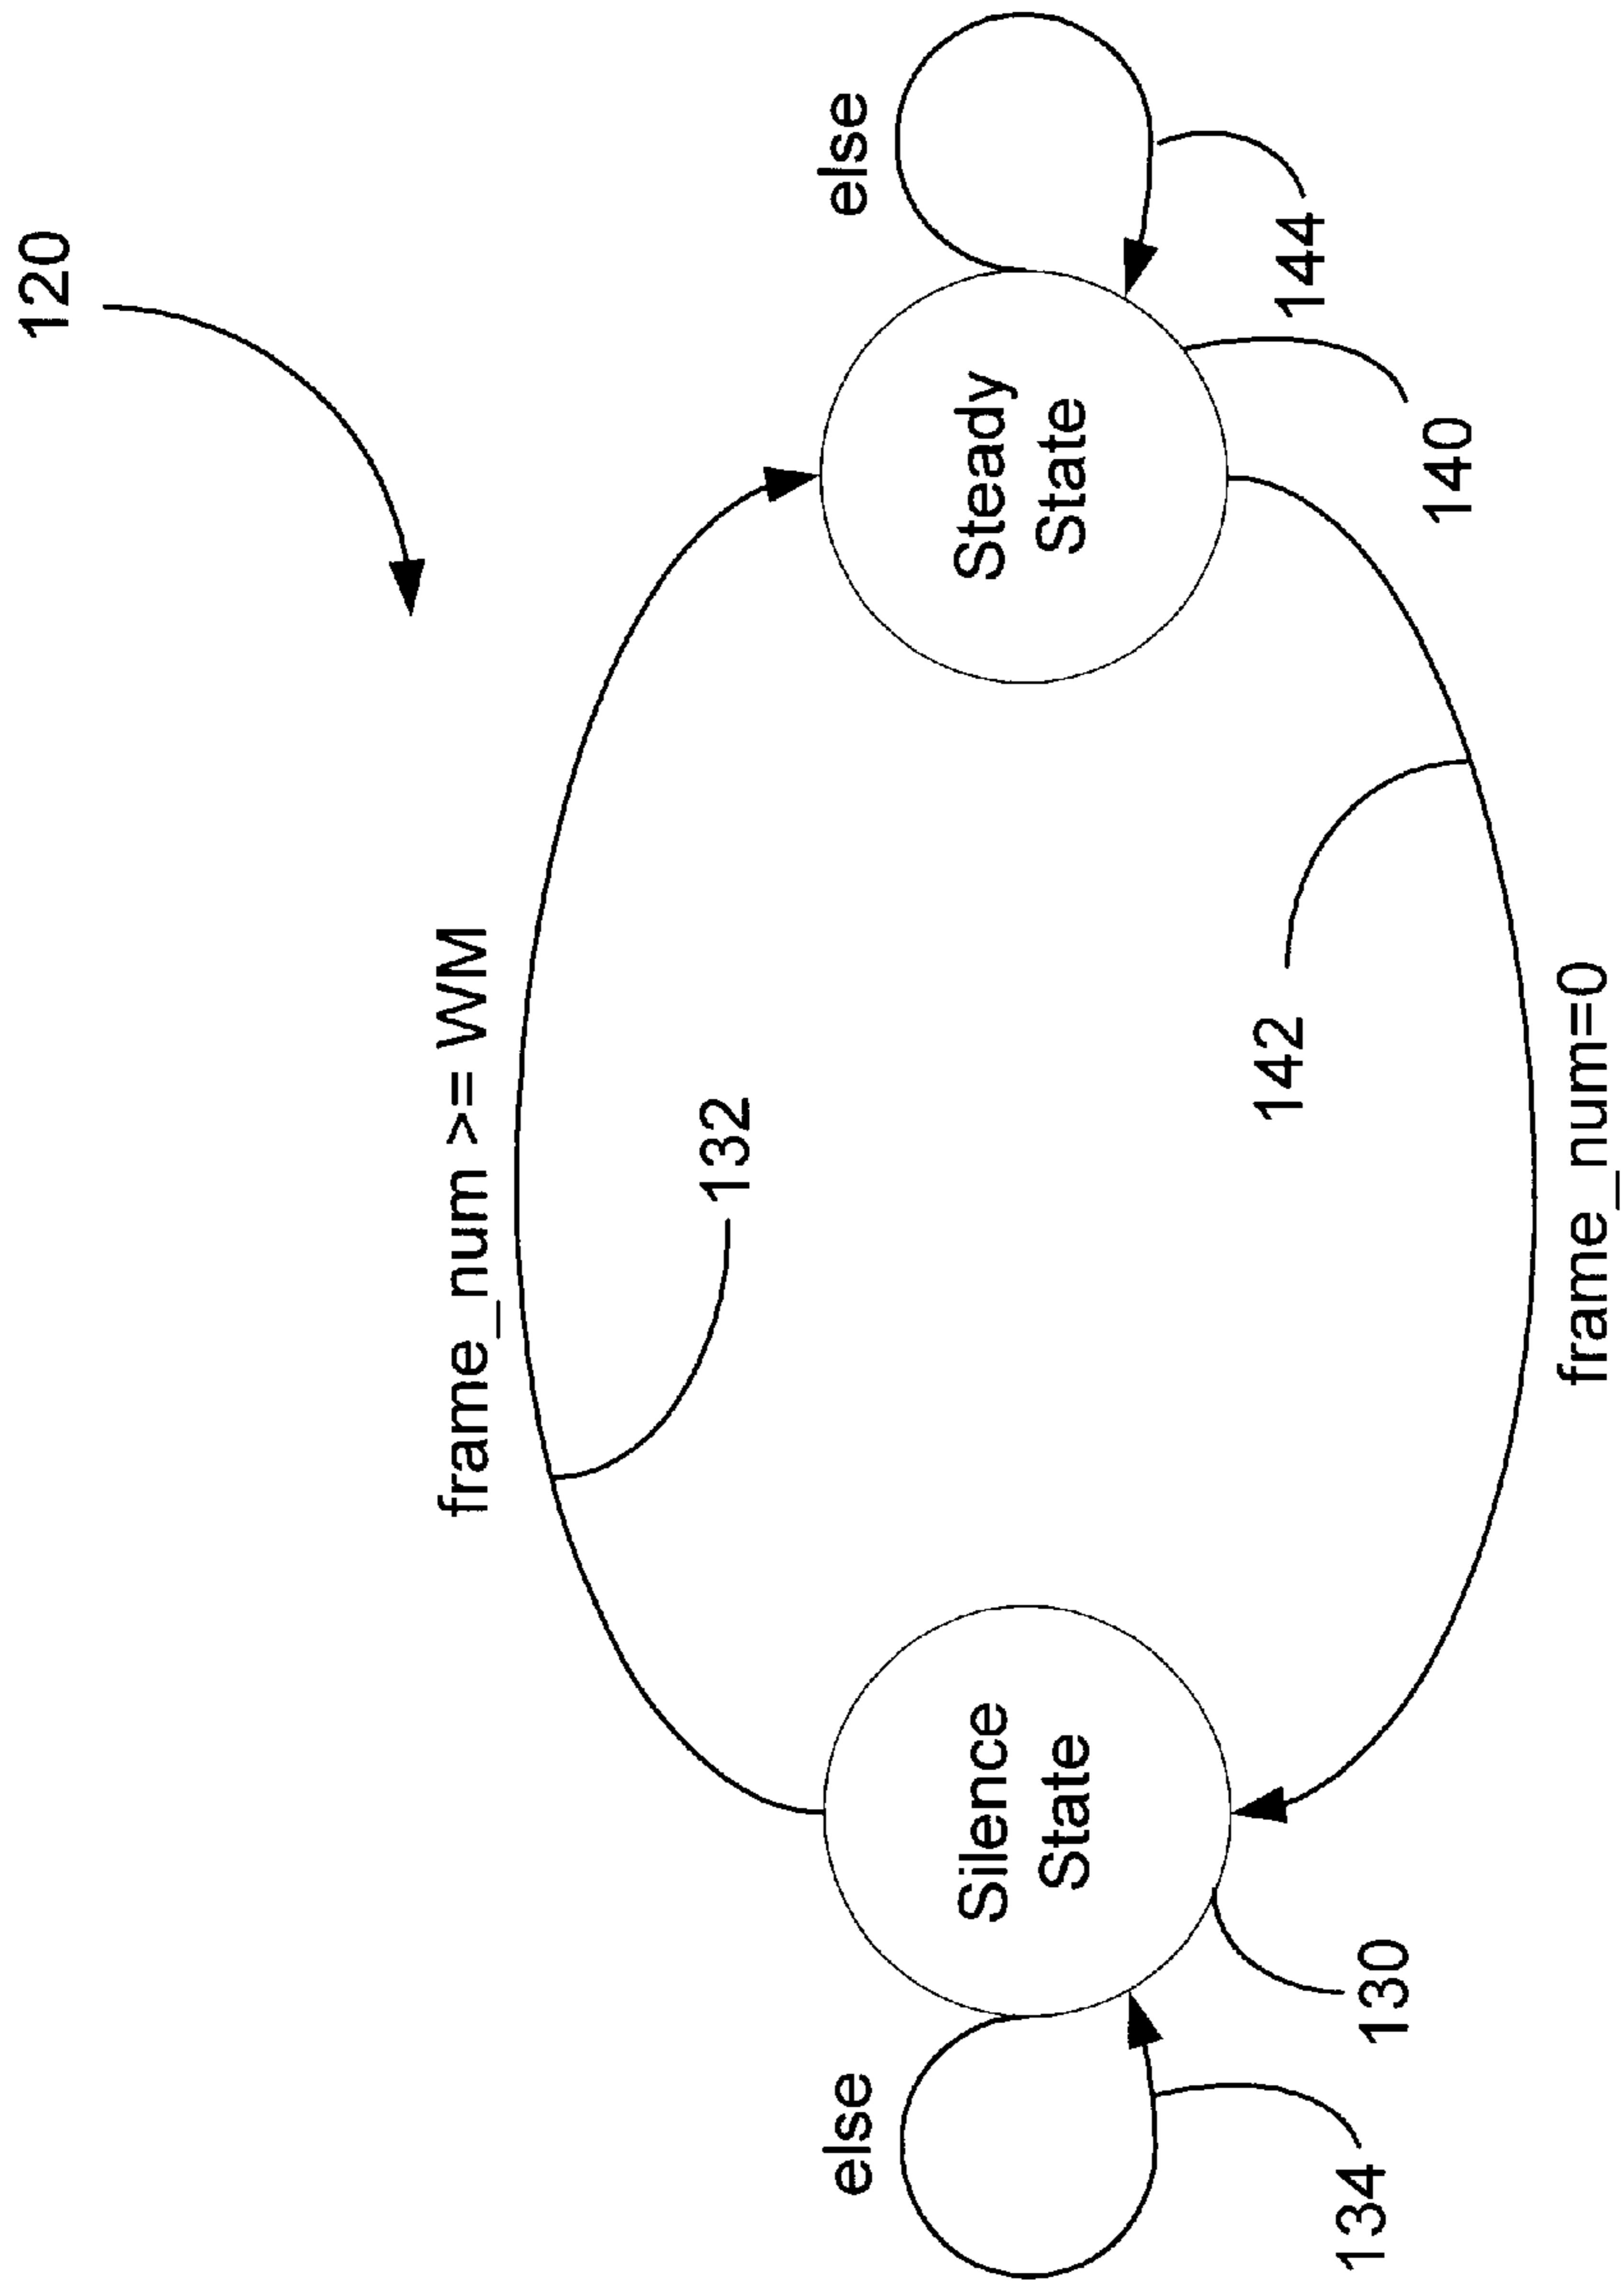 120
frame_num >= WM
132
else
else
Silence
State
Steady
State
134
130
142
140
144
frame_num=0